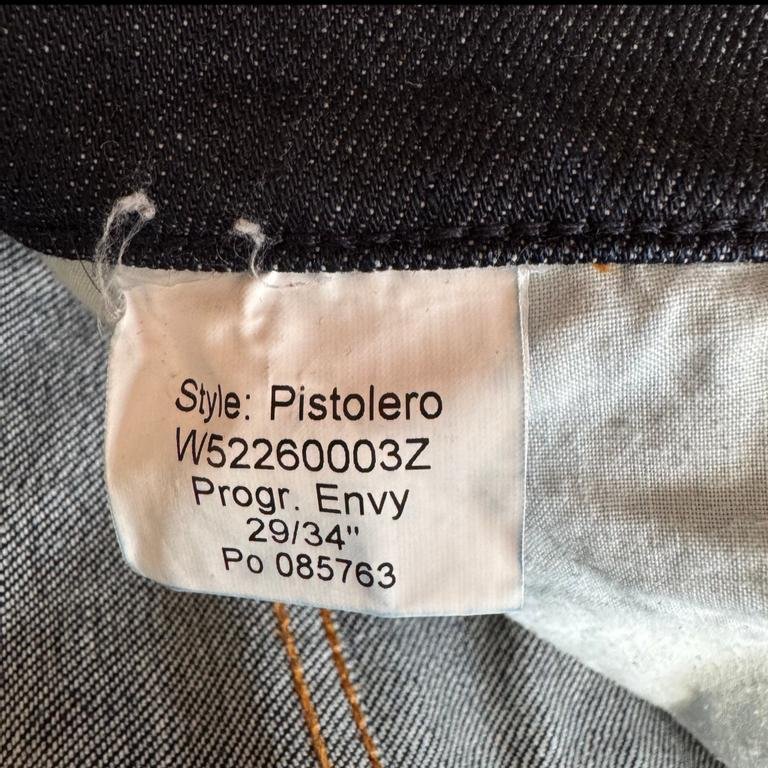 Style: Pistolero
W52260003Z
Progr. Envy
29/34"
Po 085763